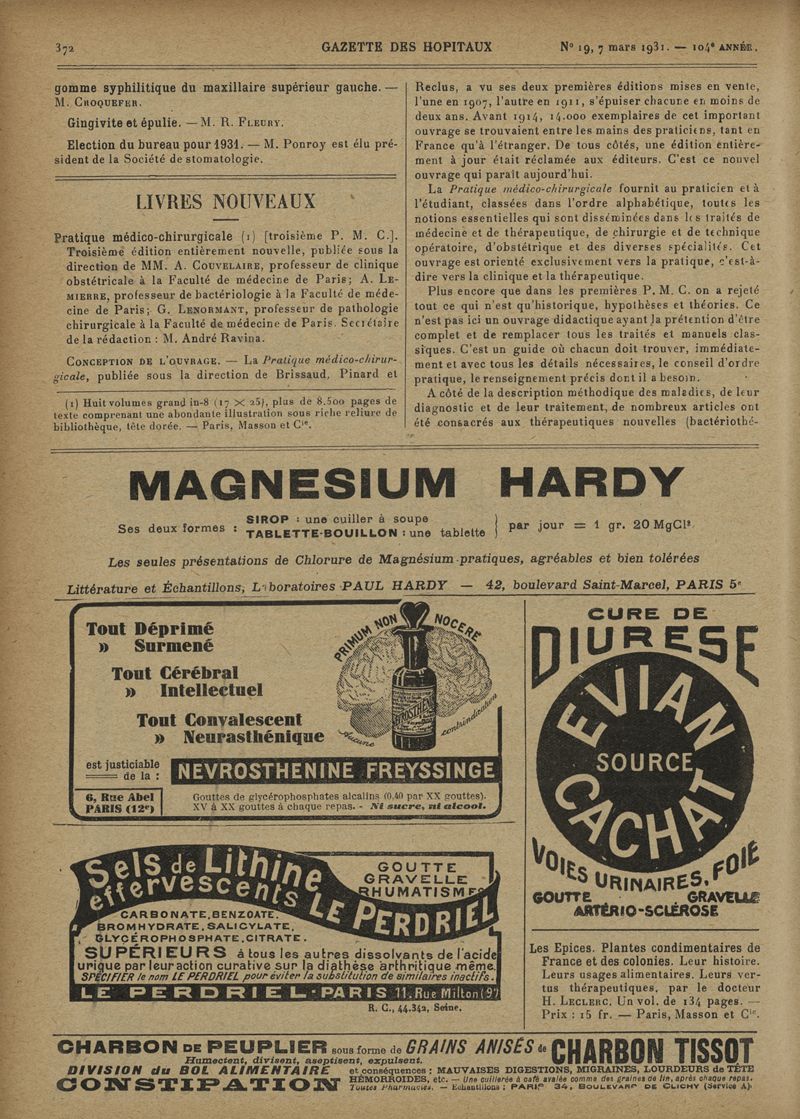 372
GAZETTE DES HOPITAUX
N° 19, 7 mars 1931. — 104e ANNÉE.
gomme syphilitique du maxillaire supérieur gauche. —
M. CHOQUEFER.
Gingivite et épulie. — M. R. FLEURY.
Election du bureau pour 1931. — M. Ponroy est élu pré-
sident de la Société de stomatologie.
LIVRES NOUVEAUX
Pratique médico-chirurgicale (1) [troisième P. M. C.].
Troisième édition entièrement nouvelle, publiée sous la
direction de MM. A. COUVELAIRE, professeur de clinique
obstétricale à la Faculté de médecine de Paris; A. LE-
MIERRE, professeur de bactériologie à la Faculté de méde-
cine de Paris; G. LENORMANT, professeur de pathologie
chirurgicale à la Faculté de médecine de Paris. Secrétaire
de la rédaction : M. André Ravina.
CONCEPTION DE L'OUVRAGE. — La Pratique médico-chirur-
gicale, publiée sous la direction de Brissaud, Pinard et
(1) Huit volumes grand in-8 (17 × 25), plus de 8.500 pages de
texte comprenant une abondante illustration sous riche reliure de
bibliothèque, tête dorée. — Paris, Masson et Cie.
Reclus, a vu ses deux premières éditions mises en vente,
l'une en 1907, l'autre en 1911, s'épuiser chacune en moins de
deux ans. Avant 1914, 14.000 exemplaires de cet important
ouvrage se trouvaient entre les mains des praticiens, tant en
France qu'à l'étranger. De tous côtés, une édition entière-
ment à jour était réclamée aux éditeurs. C'est ce nouvel
ouvrage qui paraît aujourd'hui.
La Pratique médico-chirurgicale fournit au praticien et à
l'étudiant, classées dans l'ordre alphabétique, toutes les
notions essentielles qui sont disséminées dans les traités de
médecine et de thérapeutique, de chirurgie et de technique
opératoire, d'obstétrique et des diverses spécialités. Cet
ouvrage est orienté exclusivement vers la pratique, c'est-à-
dire vers la clinique et la thérapeutique.
Plus encore que dans les premières P. M. C. on a rejeté
tout ce qui n'est qu'historique, hypothèses et théories. Ce
n'est pas ici un ouvrage didactique ayant la prétention d'être
complet et de remplacer tous les traités et manuels clas-
siques. C'est un guide où chacun doit trouver, immédiate-
ment et avec tous les détails nécessaires, le conseil d'ordre
pratique, le renseignement précis dont il a besoin.
A côté de la description méthodique des maladies, de leur
diagnostic et de leur traitement, de nombreux articles ont
été consacrés aux thérapeutiques nouvelles (bactériothé-
MAGNESIUM HARDY
Ses deux formes :
SIROP : une cuiller à soupe
TABLETTE-BOUILLON : une tablette
par jour = 1 gr. 20 MgCl²
Les seules présentations de Chlorure de Magnésium pratiques, agréables et bien tolérées
Littérature et Échantillons, Laboratoires PAUL HARDY — 42, boulevard Saint-Marcel, PARIS 5e
Tout Déprimé
» Surmené
Tout Cérébral
» Intellectuel
Tout Convalescent
» Neurasthénique
PRIMUM NON NOCERE
Aucune contreindication
est justiciable
de la :
NEVROSTHENINE FREYSSINGE
6, Rue Abel
PARIS (12e)
Gouttes de glycérophosphates alcalins (0,40 par XX gouttes).
XV à XX gouttes à chaque repas. - Ni sucre, ni alcool.
CURE DE
DIURESE
EVIAN
SOURCE
CACHAT
VOIES URINAIRES, FOIE
GOUTTE GRAVELLE
ARTÉRIO-SCLÉROSE
Sels de Lithine
effervescents LE PERDRIEL
GOUTTE
GRAVELLE
RHUMATISMES
CARBONATE, BENZOATE,
BROMHYDRATE, SALICYLATE,
GLYCÉROPHOSPHATE, CITRATE.
SUPÉRIEURS à tous les autres dissolvants de l'acide
urique par leur action curative sur la diathèse arthritique même.
SPÉCIFIER le nom LE PERDRIEL pour éviter la substitution de similaires inactifs.
LE PERDRIEL - PARIS 11, Rue Milton (9e)
R. C., 44.342, Seine.
Les Epices. Plantes condimentaires de
France et des colonies. Leur histoire.
Leurs usages alimentaires. Leurs ver-
tus thérapeutiques, par le docteur
H. LECLERC. Un vol. de 134 pages. —
Prix : 15 fr. — Paris, Masson et Cie.
CHARBON DE PEUPLIER sous forme de GRAINS ANISÉS de CHARBON TISSOT
Humectent, divisent, aseptisent, expulsent.
DIVISION du BOL ALIMENTAIRE et conséquences : MAUVAISES DIGESTIONS, MIGRAINES, LOURDEURS de TÊTE
CONSTIPATION HÉMORROIDES, etc. — Une cuillerée à café avalée comme des graines de lin, après chaque repas.
Toutes Pharmacies. — Echantillons : PARIS 34, BOULEVARD DE CLICHY (Service A).